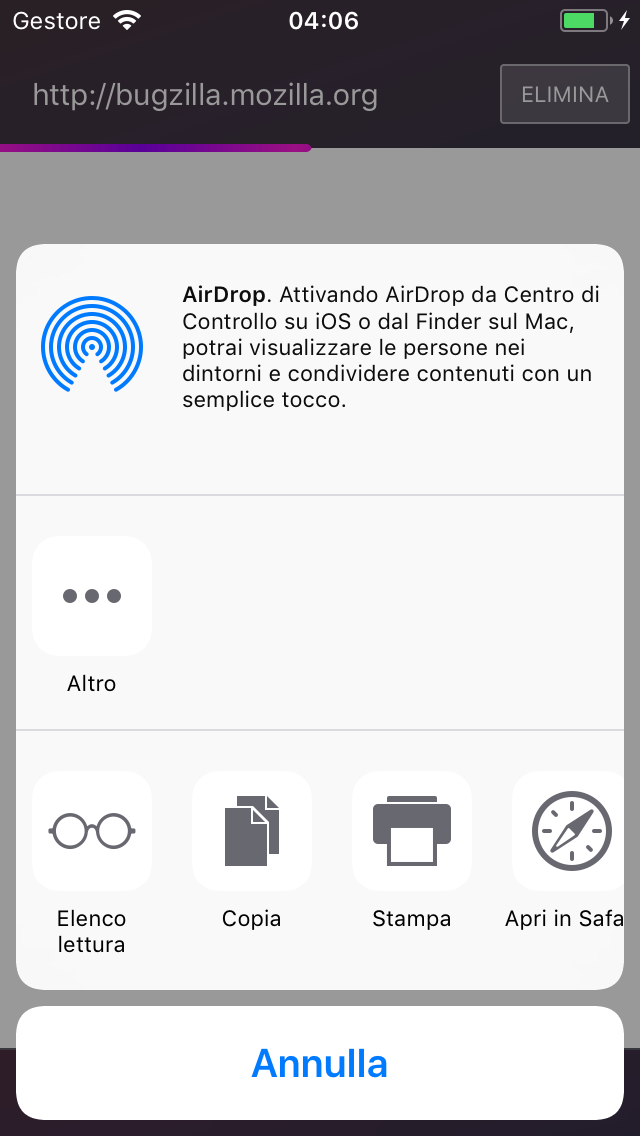 Gestore
04:06
http://bugzilla.mozilla.org
ELIMINA
AirDrop. Attivando AirDrop da Centro di
Controllo su iOS o dal Finder sul Mac,
potrai visualizzare le persone nei
dintorni e condividere contenuti con un
semplice tocco.
Altro
Elenco
lettura
Copia
Stampa
Apri in Safa
Annulla